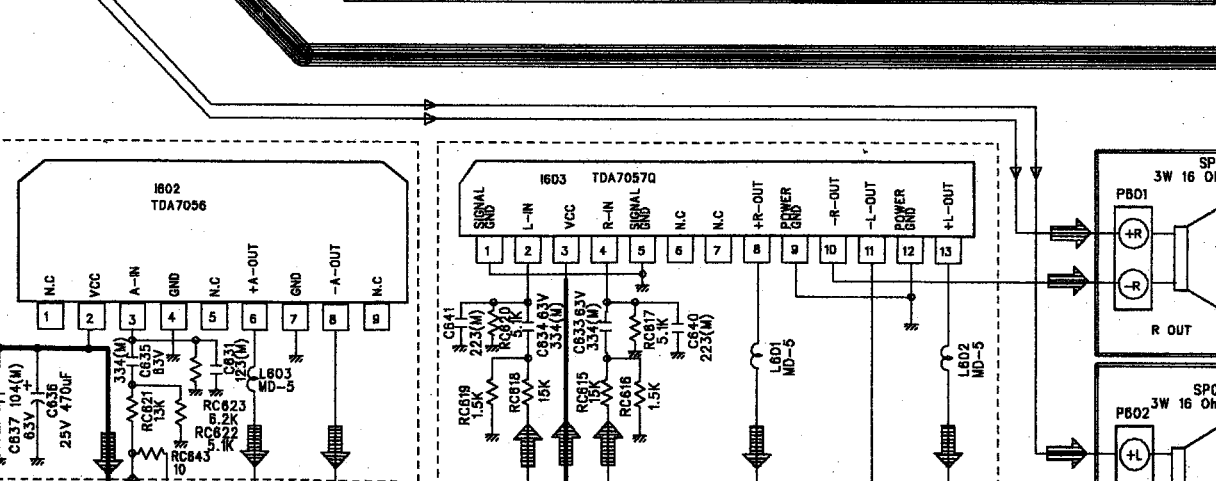 I602
TDA7056
N.C
VCC
A-IN
GND
N.C
+A-OUT
GND
-A-OUT
N.C
1
2
3
4
5
6
7
8
9
C637 104(M)
63V
+
C636
25V 470uF
334(M)
C635
63V
RC621
13K
C631
123(M)
L603
MD-5
RC623
6.2K
RC622
5.1K
RC643
10
I603 TDA7057Q
SIGNAL
GND
L-IN
VCC
R-IN
SIGNAL
GND
N.C
N.C
+R-OUT
POWER
GND
-R-OUT
-L-OUT
POWER
GND
+L-OUT
1
2
3
4
5
6
7
8
9
10
11
12
13
C641
223(M)
RC620
5.1K
C634 63V
334(M)
C633 63V
334(M)
RC617
5.1K
C640
223(M)
RC619
1.5K
RC618
15K
RC615
15K
RC616
1.5K
L601
MD-5
L602
MD-5
SP
3W 16 O
P601
+R
-R
R OUT
3W 16 Oh
P602
+L